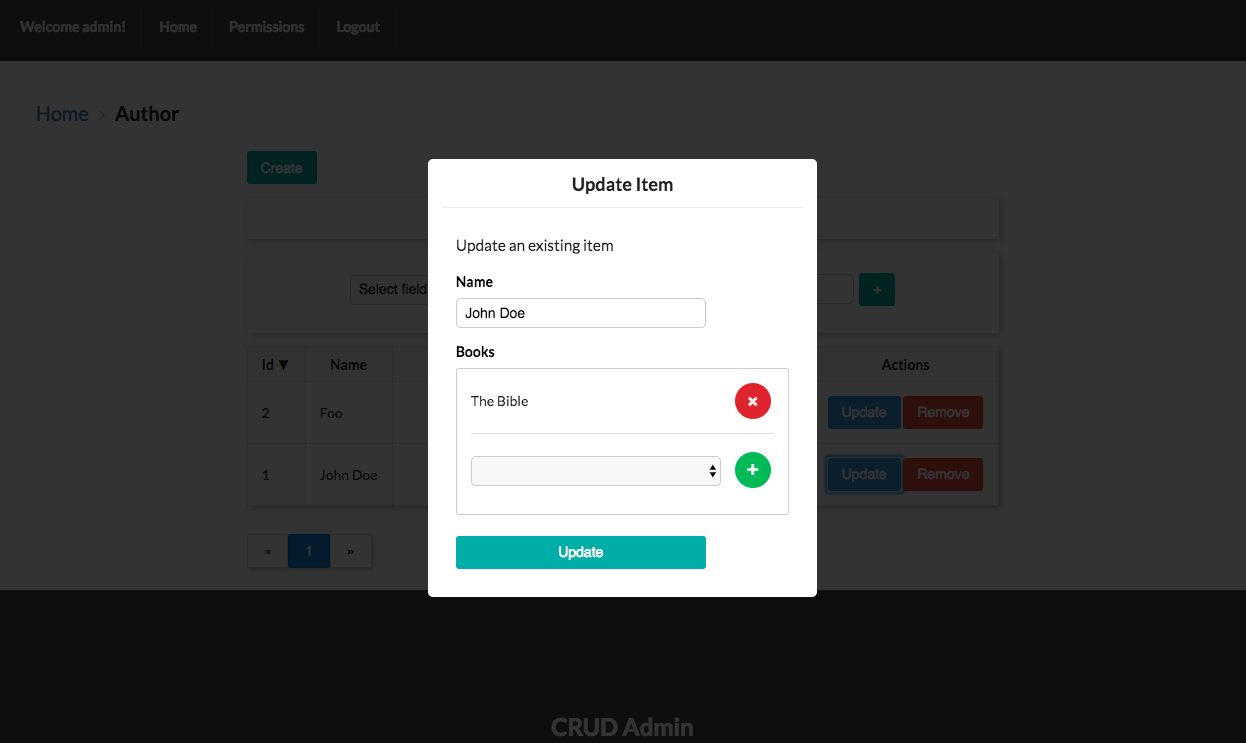 Welcome admin! Home Permissions Logout
Home › Author
Create
Update Item
Update an existing item
Select field
+
Name
John Doe
Books
Id ▼ Name Actions
The Bible
2 Foo Update Remove
1 John Doe Update Remove
« 1 »
Update
CRUD Admin